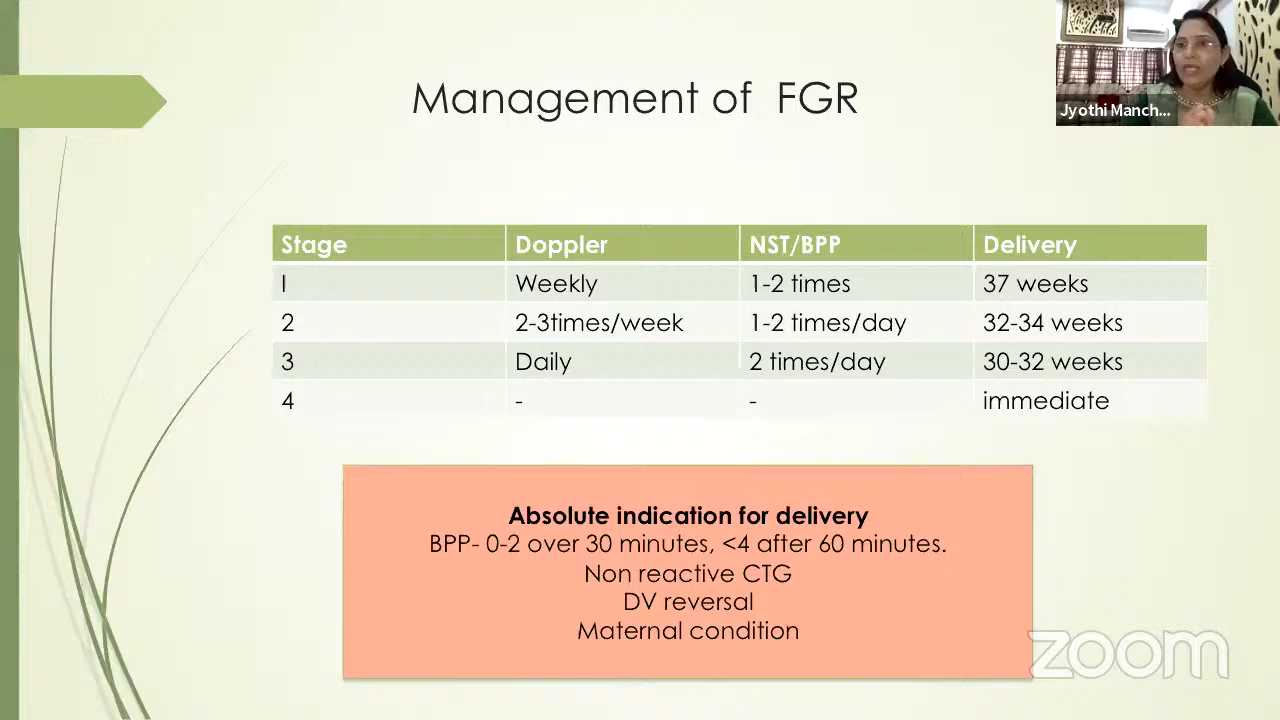 Management of FGR
Jyothi Manch...
Stage Doppler NST/BPP Delivery
I Weekly 1-2 times 37 weeks
2 2-3times/week 1-2 times/day 32-34 weeks
3 Daily 2 times/day 30-32 weeks
4 - - immediate
Absolute indication for delivery
BPP- 0-2 over 30 minutes, <4 after 60 minutes.
Non reactive CTG
DV reversal
Maternal condition
zoom